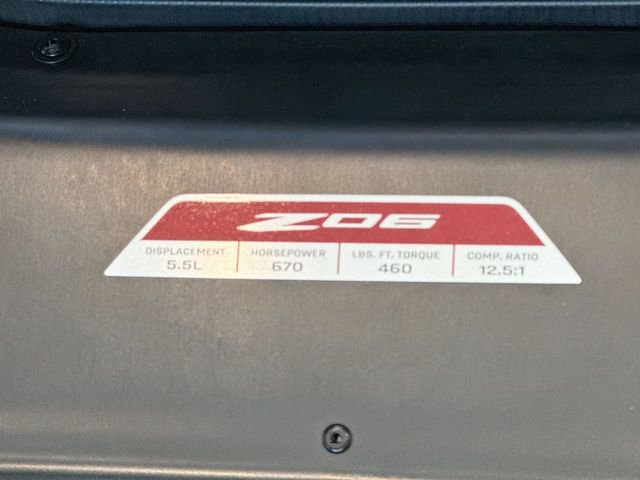 Z06
DISPLACEMENT HORSEPOWER LBS. FT. TORQUE COMP. RATIO
5.5L 670 460 12.5:1